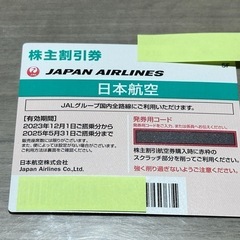 株主割引券
JAPAN AIRLINES
日本航空
JALグループ国内全路線にご利用いただけます。
有効期間
2023年12月1日ご搭乗分から
2025年5月31日ご搭乗分まで
発券用コード
株主割引航空券購入時に赤枠の
スクラッチ部分を削ってご利用ください。
強く削り過ぎないようご注意ください。
日本航空株式会社
Japan Airlines Co.,Ltd.